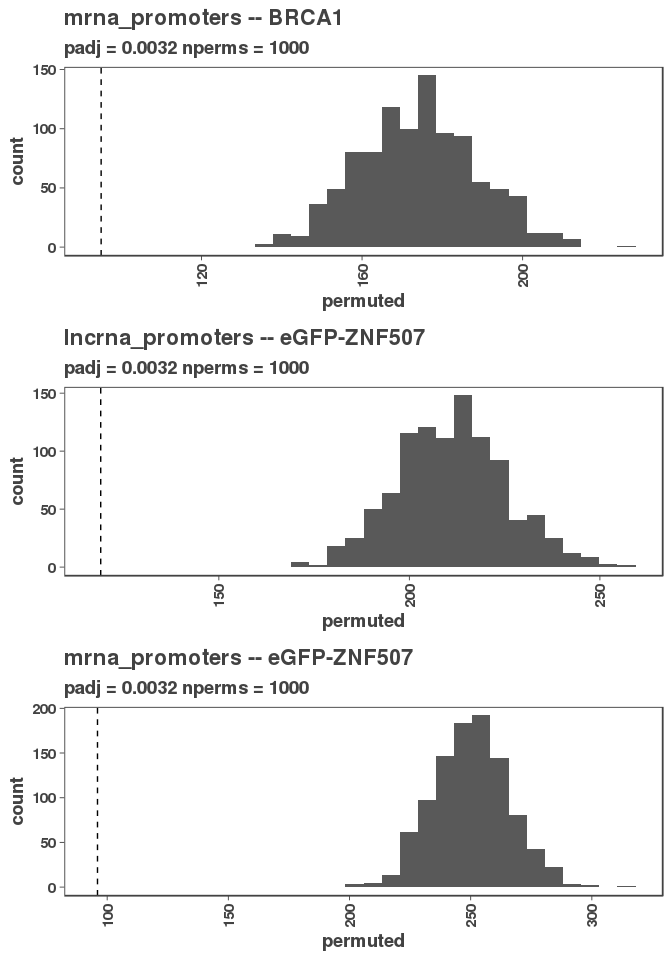 mrna_promoters -- BRCA1
padj = 0.0032 nperms = 1000
150
100
50
0
count
120
160
200
permuted
lncrna_promoters -- eGFP-ZNF507
padj = 0.0032 nperms = 1000
150
100
50
0
count
150
200
250
permuted
mrna_promoters -- eGFP-ZNF507
padj = 0.0032 nperms = 1000
200
150
100
50
0
count
100
150
200
250
300
permuted